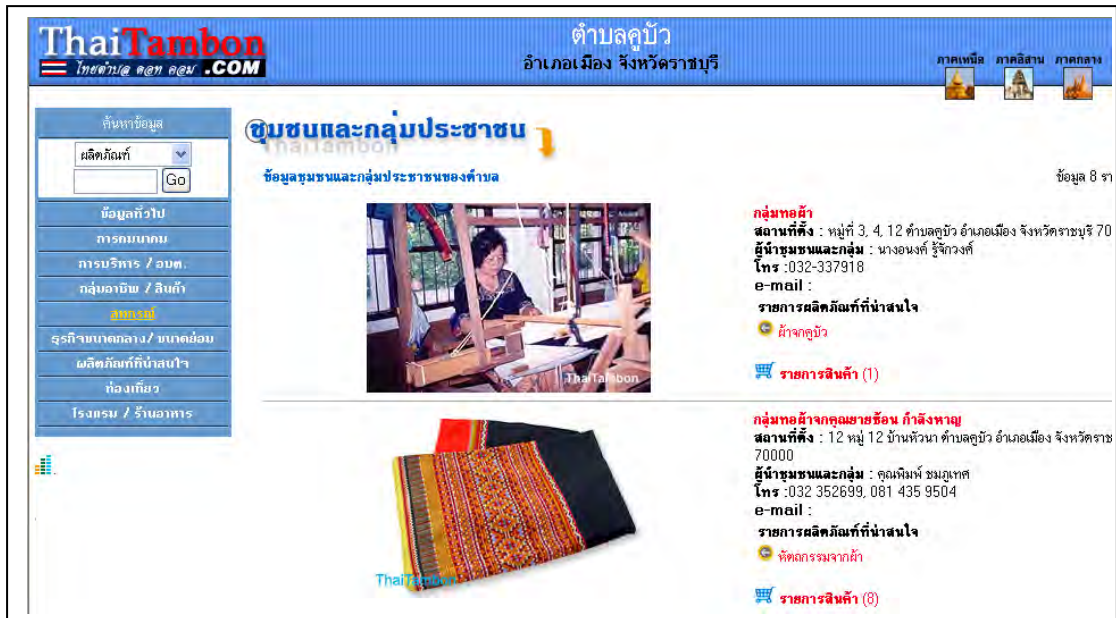 ThaiTambon
ไทยตำบล ดอท คอม .COM
ตำบลคูบัว
อำเภอเมือง จังหวัดราชบุรี
ภาคเหนือ ภาคอิสาน ภาคกลาง
ค้นหาข้อมูล
ผลิตภัณฑ์
Go
ข้อมูลทั่วไป
การคมนาคม
การบริหาร / อบต.
กลุ่มอาชีพ / สินค้า
สหกรณ์
ธุรกิจขนาดกลาง/ ขนาดย่อม
ผลิตภัณฑ์ที่น่าสนใจ
ท่องเที่ยว
โรงแรม / ร้านอาหาร
ชุมชนและกลุ่มประชาชน
ThaiTambon
ข้อมูลชุมชนและกลุ่มประชาชนของตำบล
ข้อมูล 8 รา
ThaiTambon
กลุ่มทอผ้า
สถานที่ตั้ง : หมู่ที่ 3, 4, 12 ตำบลคูบัว อำเภอเมือง จังหวัดราชบุรี 70
ผู้นำชุมชนและกลุ่ม : นางอนงค์ รู้จักวงศ์
โทร :032-337918
e-mail :
รายการผลิตภัณฑ์ที่น่าสนใจ
ผ้าจกคูบัว
รายการสินค้า (1)
ThaiTambon
กลุ่มทอผ้าจกคุณยายซ้อน กำลังหาญ
สถานที่ตั้ง : 12 หมู่ 12 บ้านหัวนา ตำบลคูบัว อำเภอเมือง จังหวัดราช
70000
ผู้นำชุมชนและกลุ่ม : คุณพิมพ์ ชมภูเทศ
โทร :032 352699, 081 435 9504
e-mail :
รายการผลิตภัณฑ์ที่น่าสนใจ
หัตถกรรมจากผ้า
รายการสินค้า (8)